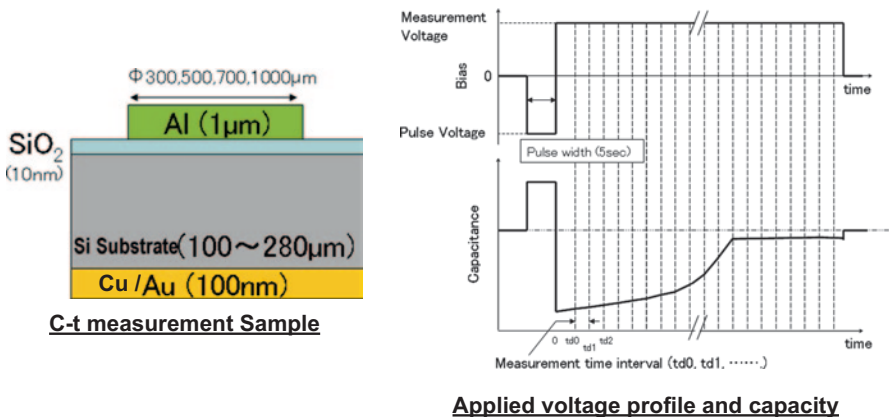 Φ300,500,700,1000μm
Al (1μm)
SiO2
(10nm)
Si Substrate(100～280μm)
Cu /Au (100nm)
C-t measurement Sample
Measurement
Voltage
0
Bias
time
Pulse Voltage
Pulse width (5sec)
Capacitance
0 td0 td1 td2
time
Measurement time interval (td0, td1, ‥‥‥.)
Applied voltage profile and capacity